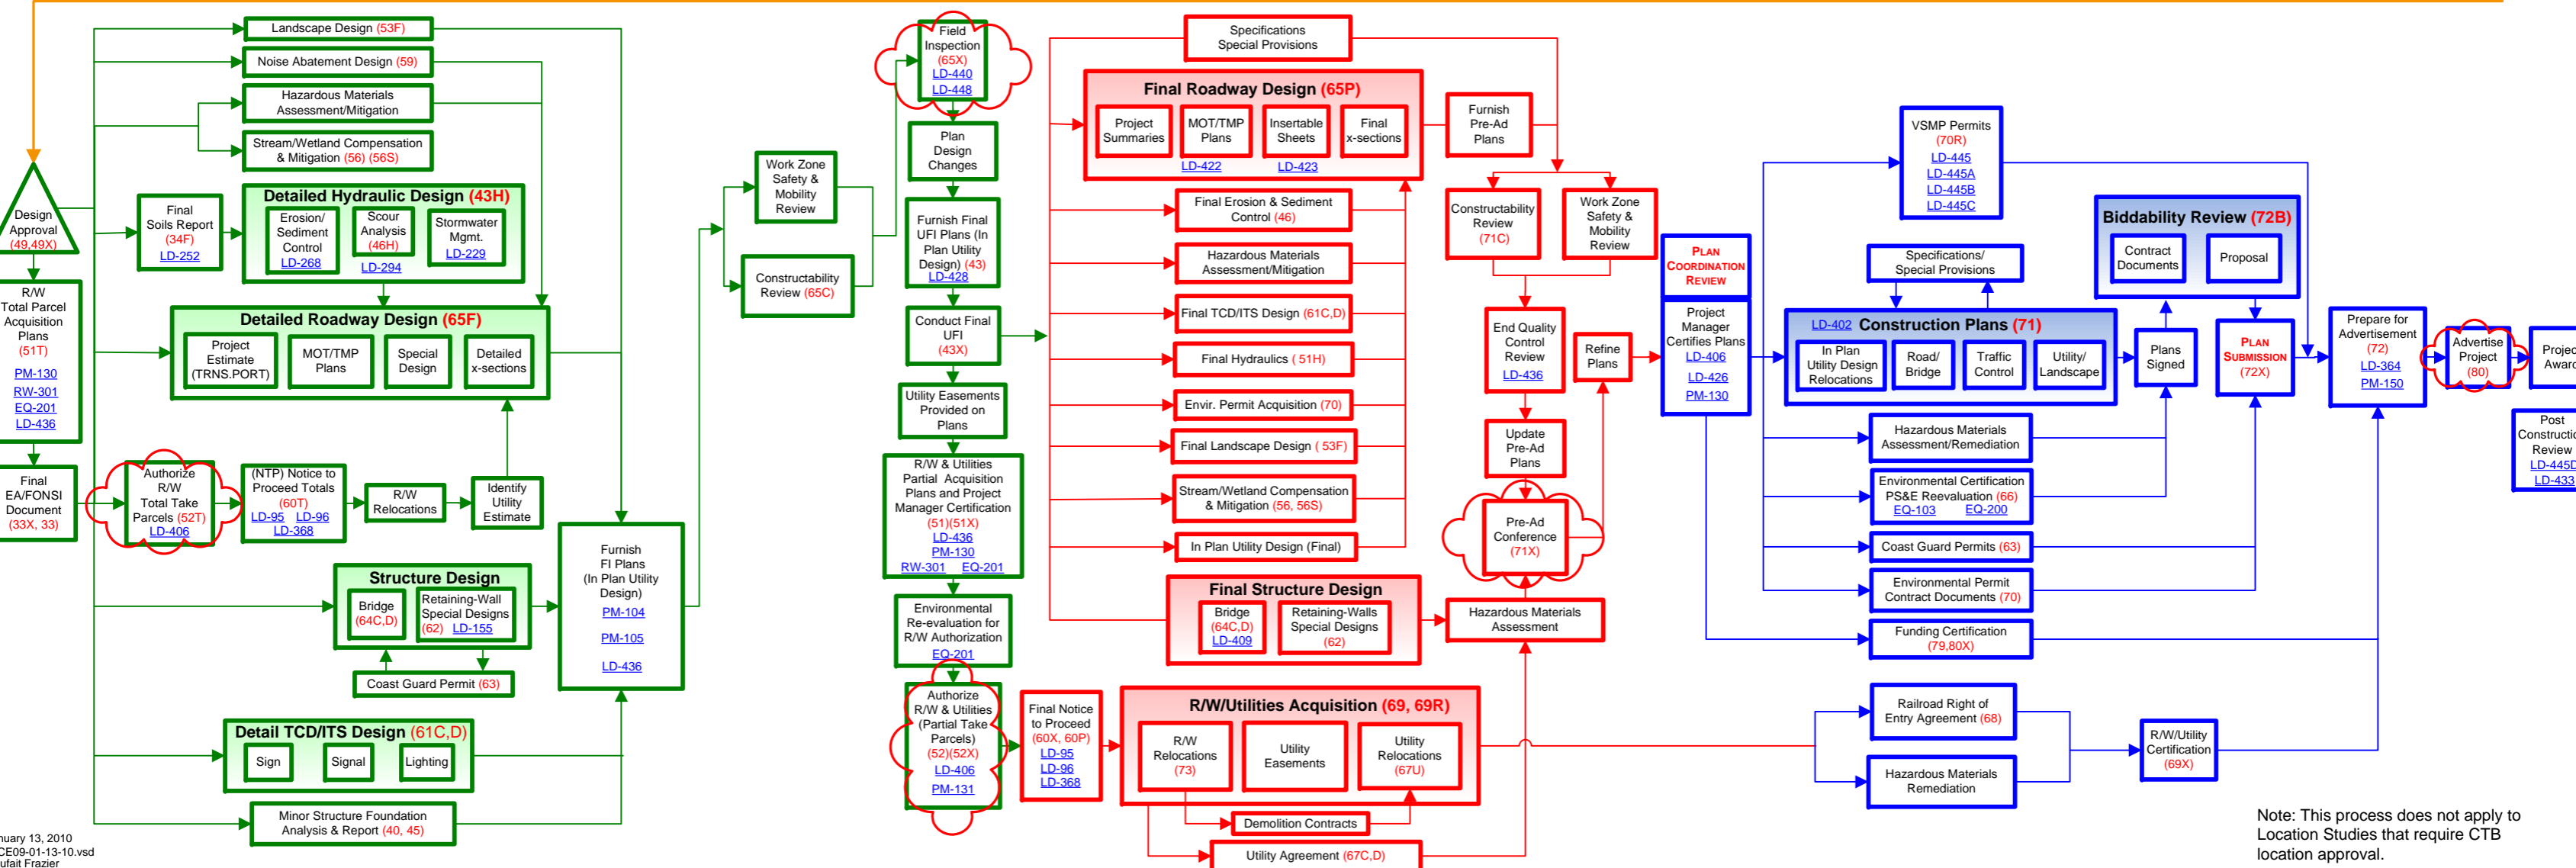 Landscape Design (53F)
Noise Abatement Design (59)
Hazardous Materials
Assessment/Mitigation
Stream/Wetland Compensation
& Mitigation (56) (56S)
Design
Approval
(49,49X)
Final
Soils Report
(34F)
LD-252
Detailed Hydraulic Design (43H)
Erosion/
Sediment
Control
LD-268
Scour
Analysis
(46H)
LD-294
Stormwater
Mgmt.
LD-229
R/W
Total Parcel
Acquisition
Plans
(51T)
PM-130
RW-301
EQ-201
LD-436
Detailed Roadway Design (65F)
Project
Estimate
(TRNS.PORT)
MOT/TMP
Plans
Special
Design
Detailed
x-sections
Final
EA/FONSI
Document
(33X, 33)
Authorize
R/W
Total Take
Parcels (52T)
LD-406
(NTP) Notice to
Proceed Totals
(60T)
LD-95 LD-96
LD-368
R/W
Relocations
Identify
Utility
Estimate
Structure Design
Bridge
(64C,D)
Retaining-Wall
Special Designs
(62) LD-155
Coast Guard Permit (63)
Detail TCD/ITS Design (61C,D)
Sign
Signal
Lighting
Minor Structure Foundation
Analysis & Report (40, 45)
Furnish
FI Plans
(In Plan Utility
Design)
PM-104
PM-105
LD-436
Work Zone
Safety &
Mobility
Review
Constructability
Review (65C)
Field
Inspection
(65X)
LD-440
LD-448
Plan
Design
Changes
Furnish Final
UFI Plans (In
Plan Utility
Design) (43)
LD-428
Conduct Final
UFI
(43X)
Utility Easements
Provided on
Plans
R/W & Utilities
Partial Acquisition
Plans and Project
Manager Certification
(51)(51X)
LD-436
PM-130
RW-301 EQ-201
Environmental
Re-evaluation for
R/W Authorization
EQ-201
Authorize
R/W & Utilities
(Partial Take
Parcels)
(52)(52X)
LD-406
PM-131
Final Notice
to Proceed
(60X, 60P)
LD-95
LD-96
LD-368
Specifications
Special Provisions
Final Roadway Design (65P)
Project
Summaries
MOT/TMP
Plans
Insertable
Sheets
Final
x-sections
LD-422
LD-423
Final Erosion & Sediment
Control (46)
Hazardous Materials
Assessment/Mitigation
Final TCD/ITS Design (61C,D)
Final Hydraulics ( 51H )
Envir. Permit Acquisition (70)
Final Landscape Design ( 53F)
Stream/Wetland Compensation
& Mitigation (56, 56S)
In Plan Utility Design (Final)
Final Structure Design
Bridge
(64C,D)
LD-409
Retaining-Walls
Special Designs
(62)
R/W/Utilities Acquisition (69, 69R)
R/W
Relocations
(73)
Utility
Easements
Utility
Relocations
(67U)
Demolition Contracts
Utility Agreement (67C,D)
Furnish
Pre-Ad
Plans
Constructability
Review
(71C)
Work Zone
Safety &
Mobility
Review
End Quality
Control
Review
LD-436
Update
Pre-Ad
Plans
Pre-Ad
Conference
(71X)
Hazardous Materials
Assessment
Refine
Plans
PLAN
COORDINATION
REVIEW
Project
Manager
Certifies Plans
LD-406
LD-426
PM-130
VSMP Permits
(70R)
LD-445
LD-445A
LD-445B
LD-445C
Specifications/
Special Provisions
LD-402 Construction Plans (71)
In Plan
Utility Design
Relocations
Road/
Bridge
Traffic
Control
Utility/
Landscape
Hazardous Materials
Assessment/Remediation
Environmental Certification
PS&E Reevaluation (66)
EQ-103 EQ-200
Coast Guard Permits (63)
Environmental Permit
Contract Documents (70)
Funding Certification
(79,80X)
Railroad Right of
Entry Agreement (68)
Hazardous Materials
Remediation
R/W/Utility
Certification
(69X)
Biddability Review (72B)
Contract
Documents
Proposal
Plans
Signed
PLAN
SUBMISSION
(72X)
Prepare for
Advertisement
(72)
LD-364
PM-150
Advertise
Project
(80)
Project
Award
Post
Construction
Review
LD-445D
LD-433
Note: This process does not apply to
Location Studies that require CTB
location approval.
nuary 13, 2010
CE09-01-13-10.vsd
ufait Frazier